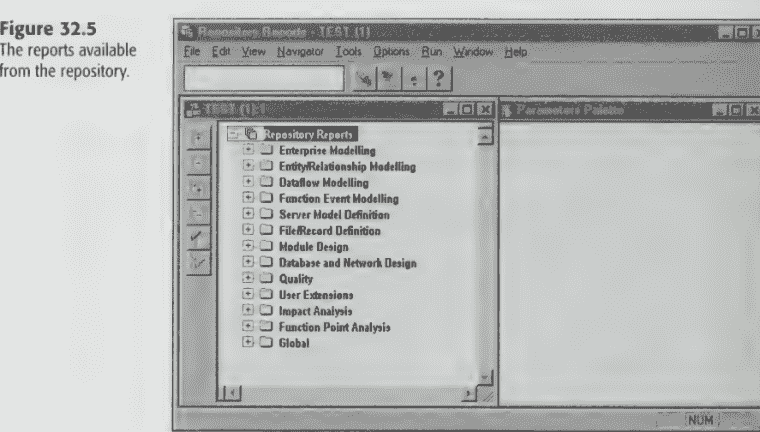 Figure 32.5
The reports available
from the repository.
Repository Reports - TEST (1)
File Edit View Navigator Tools Options Run Window Help
TEST (1):1
Parameters Palette
Repository Reports
Enterprise Modelling
Entity/Relationship Modelling
Dataflow Modelling
Function Event Modelling
Server Model Definition
File/Record Definition
Module Design
Database and Network Design
Quality
User Extensions
Impact Analysis
Function Point Analysis
Global
NUM